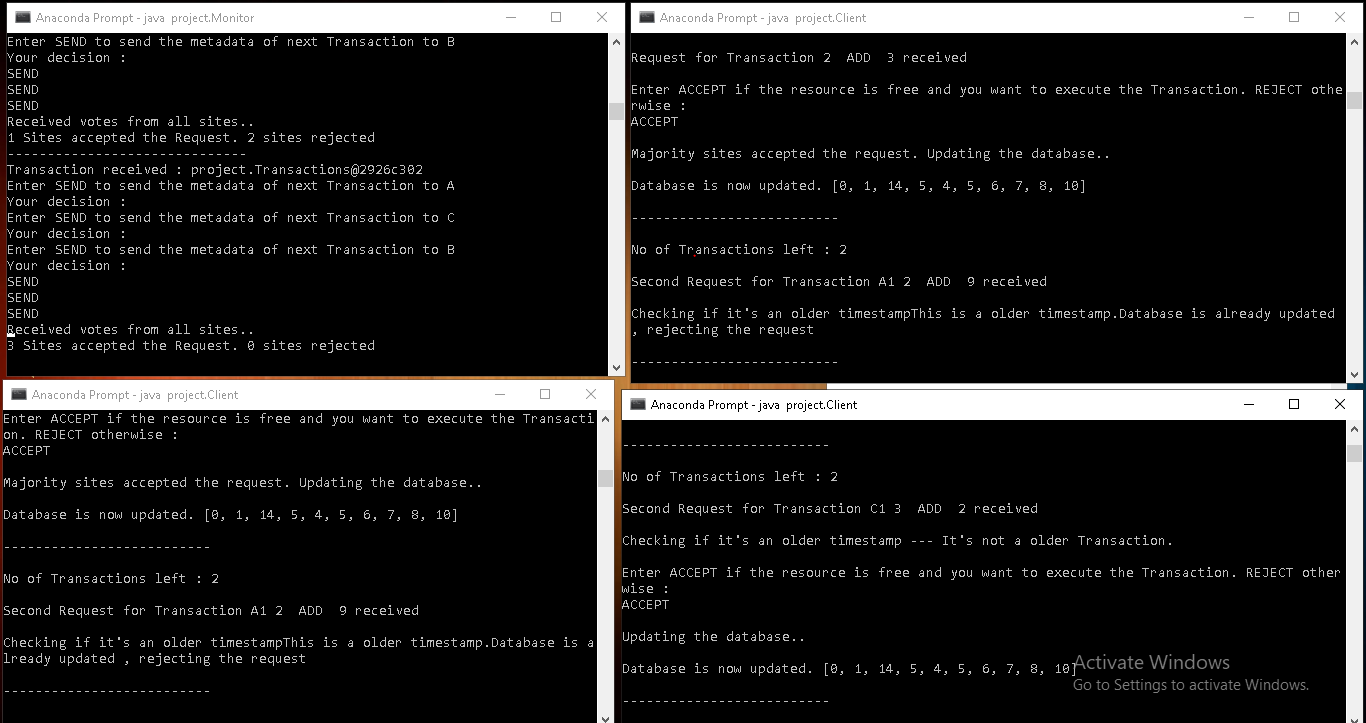 Anaconda Prompt - java project.Monitor
Enter SEND to send the metadata of next Transaction to B
Your decision :
SEND
SEND
SEND
Received votes from all sites..
1 Sites accepted the Request. 2 sites rejected
------------------------------
Transaction received : project.Transactions@2926c302
Enter SEND to send the metadata of next Transaction to A
Your decision :
Enter SEND to send the metadata of next Transaction to C
Your decision :
Enter SEND to send the metadata of next Transaction to B
Your decision :
SEND
SEND
SEND
Received votes from all sites..
3 Sites accepted the Request. 0 sites rejected
Anaconda Prompt - java project.Client
Request for Transaction 2  ADD  3 received
Enter ACCEPT if the resource is free and you want to execute the Transaction. REJECT othe
rwise :
ACCEPT
Majority sites accepted the request. Updating the database..
Database is now updated. [0, 1, 14, 5, 4, 5, 6, 7, 8, 10]
--------------------------
No of Transactions left : 2
Second Request for Transaction A1 2  ADD  9 received
Checking if it's an older timestampThis is a older timestamp.Database is already updated
, rejecting the request
--------------------------
Anaconda Prompt - java project.Client
Enter ACCEPT if the resource is free and you want to execute the Transacti
on. REJECT otherwise :
ACCEPT
Majority sites accepted the request. Updating the database..
Database is now updated. [0, 1, 14, 5, 4, 5, 6, 7, 8, 10]
--------------------------
No of Transactions left : 2
Second Request for Transaction A1 2  ADD  9 received
Checking if it's an older timestampThis is a older timestamp.Database is a
lready updated , rejecting the request
--------------------------
Anaconda Prompt - java project.Client
--------------------------
No of Transactions left : 2
Second Request for Transaction C1 3  ADD  2 received
Checking if it's an older timestamp --- It's not a older Transaction.
Enter ACCEPT if the resource is free and you want to execute the Transaction. REJECT other
wise :
ACCEPT
Updating the database..
Database is now updated. [0, 1, 14, 5, 4, 5, 6, 7, 8, 10]
--------------------------
Activate Windows
Go to Settings to activate Windows.